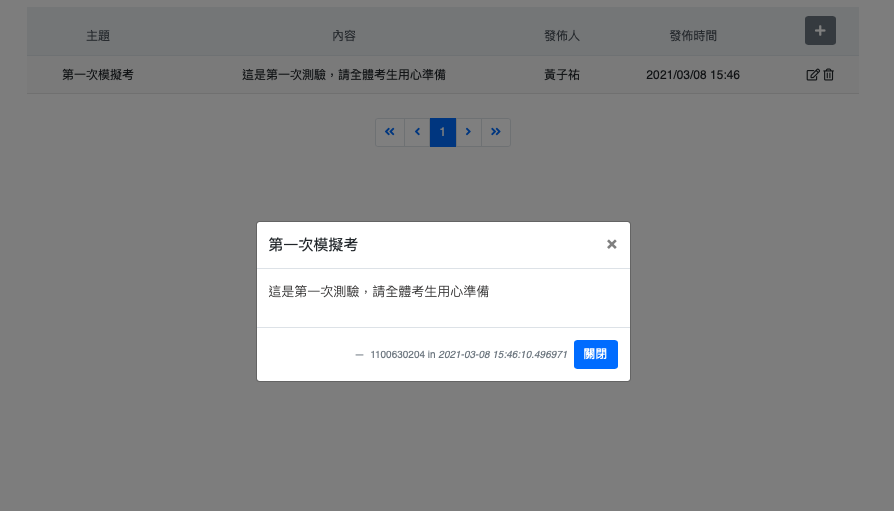 主題 內容 發佈人 發佈時間
第一次模擬考 這是第一次測驗，請全體考生用心準備 黃子祐 2021/03/08 15:46
« ‹ 1 › »
第一次模擬考 ×
這是第一次測驗，請全體考生用心準備
— 1100630204 in 2021-03-08 15:46:10.496971 關閉